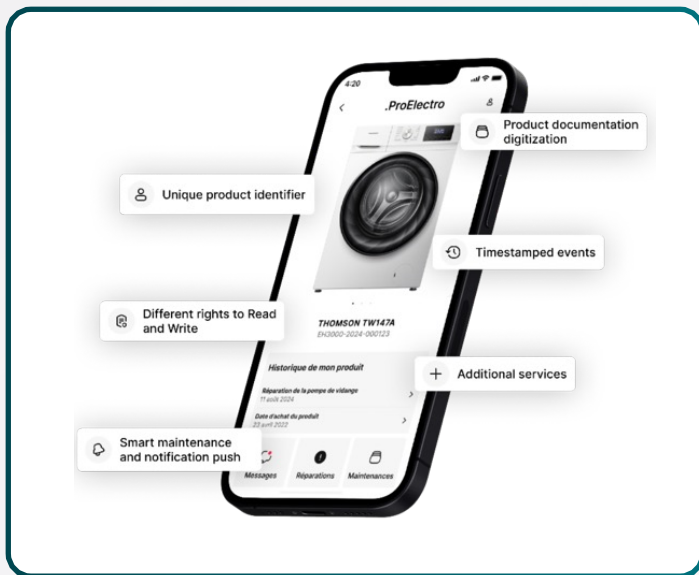 4:20
.ProElectro
Product documentation
digitization
Unique product identifier
Timestamped events
Different rights to Read
and Write
THOMSON TW147A
EH3000-2024-000123
Historique de mon produit
Additional services
Réparation de la pompe de vidange
11 août 2024
Date d'achat du produit
23 avril 2022
Smart maintenance
and notification push
Messages
Réparations
Maintenances